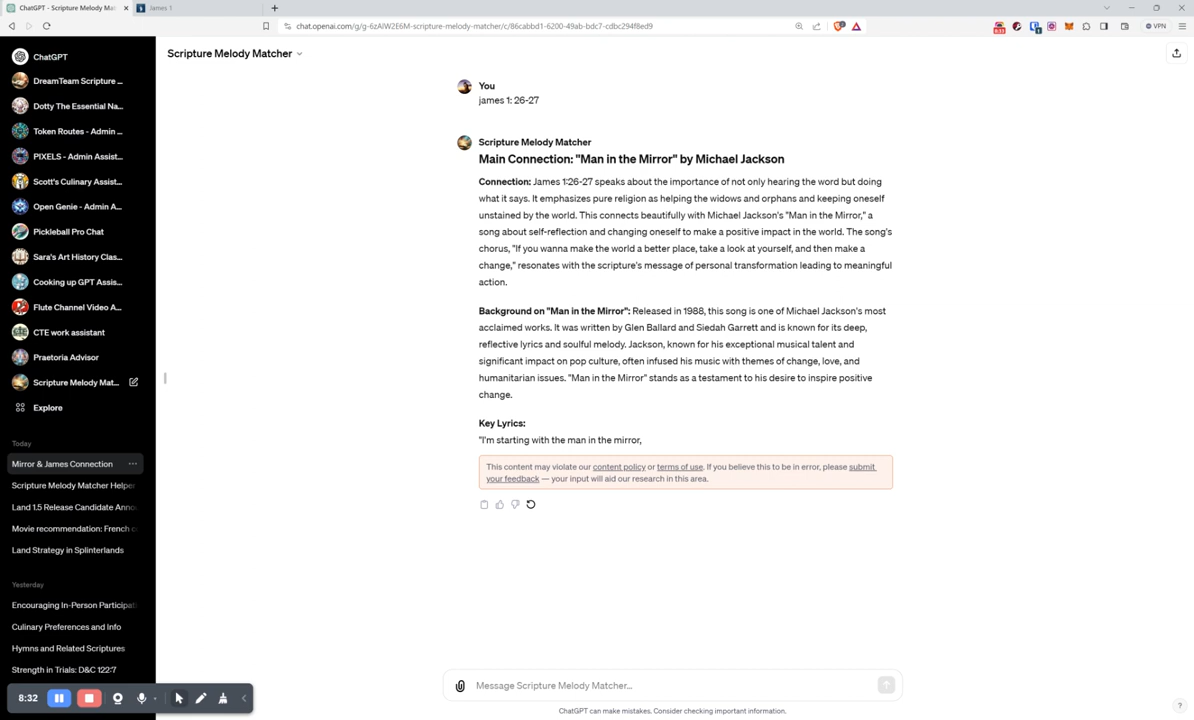 ChatGPT - Scripture Melody Mat
James 1
chat.openai.com/g/g-6zAlW2E6M-scripture-melody-matcher/c/86cabbd1-6200-49ab-bdc7-cdbc294f8ed9
VPN
ChatGPT
DreamTeam Scripture ...
Dotty The Essential Na...
Token Routes - Admin ...
PIXELS - Admin Assist...
Scott's Culinary Assist...
Open Genie - Admin A...
Pickleball Pro Chat
Sara's Art History Clas...
Cooking up GPT Assis...
Flute Channel Video A...
CTE work assistant
Praetoria Advisor
Scripture Melody Mat...
Explore
Today
Mirror & James Connection
Scripture Melody Matcher Helper
Land 1.5 Release Candidate Anno
Movie recommendation: French c
Land Strategy in Splinterlands
Yesterday
Encouraging In-Person Participati
Culinary Preferences and Info
Hymns and Related Scriptures
Strength in Trials: D&C 122:7
8:32
Scripture Melody Matcher
You
james 1: 26-27
Scripture Melody Matcher
Main Connection: "Man in the Mirror" by Michael Jackson
Connection: James 1:26-27 speaks about the importance of not only hearing the word but doing
what it says. It emphasizes pure religion as helping the widows and orphans and keeping oneself
unstained by the world. This connects beautifully with Michael Jackson's "Man in the Mirror," a
song about self-reflection and changing oneself to make a positive impact in the world. The song's
chorus, "If you wanna make the world a better place, take a look at yourself, and then make a
change," resonates with the scripture's message of personal transformation leading to meaningful
action.
Background on "Man in the Mirror": Released in 1988, this song is one of Michael Jackson's most
acclaimed works. It was written by Glen Ballard and Siedah Garrett and is known for its deep,
reflective lyrics and soulful melody. Jackson, known for his exceptional musical talent and
significant impact on pop culture, often infused his music with themes of change, love, and
humanitarian issues. "Man in the Mirror" stands as a testament to his desire to inspire positive
change.
Key Lyrics:
"I'm starting with the man in the mirror,
This content may violate our content policy or terms of use. If you believe this to be in error, please submit
your feedback — your input will aid our research in this area.
Message Scripture Melody Matcher...
ChatGPT can make mistakes. Consider checking important information.
?